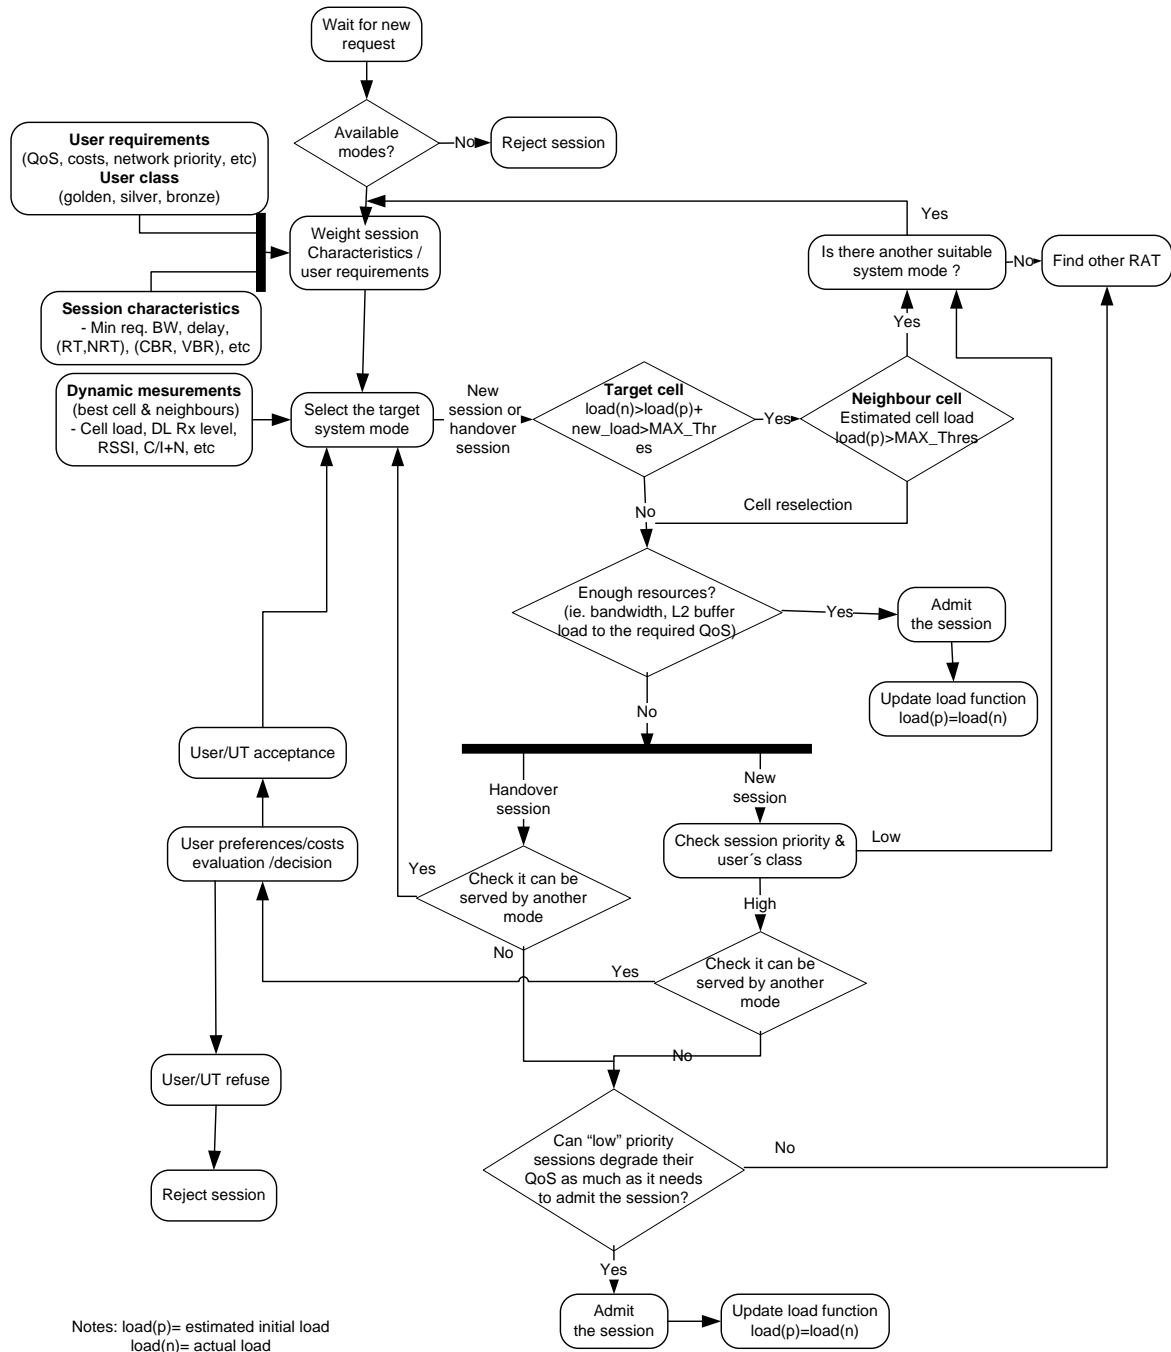 Wait for new
request
Available
modes?
No
Reject session
User requirements
(QoS, costs, network priority, etc)
User class
(golden, silver, bronze)
Weight session
Characteristics /
user requirements
Yes
Is there another suitable
system mode ?
No
Find other RAT
Session characteristics
- Min req. BW, delay,
(RT,NRT), (CBR, VBR), etc
Yes
Dynamic mesurements
(best cell & neighbours)
- Cell load, DL Rx level,
RSSI, C/I+N, etc
Select the target
system mode
New
session or
handover
session
Target cell
load(n)>load(p)+
new_load>MAX_Thr
es
Yes
Neighbour cell
Estimated cell load
load(p)>MAX_Thres
Cell reselection
No
Enough resources?
(ie. bandwidth, L2 buffer
load to the required QoS)
Yes
Admit
the session
Update load function
load(p)=load(n)
No
User/UT acceptance
Handover
session
New
session
User preferences/costs
evaluation /decision
Check session priority &
user´s class
Low
Yes
Check it can be
served by another
mode
High
No
Yes
Check it can be
served by another
mode
No
User/UT refuse
Can “low” priority
sessions degrade their
QoS as much as it needs
to admit the session?
No
Reject session
Yes
Admit
the session
Update load function
load(p)=load(n)
Notes: load(p)= estimated initial load
load(n)= actual load